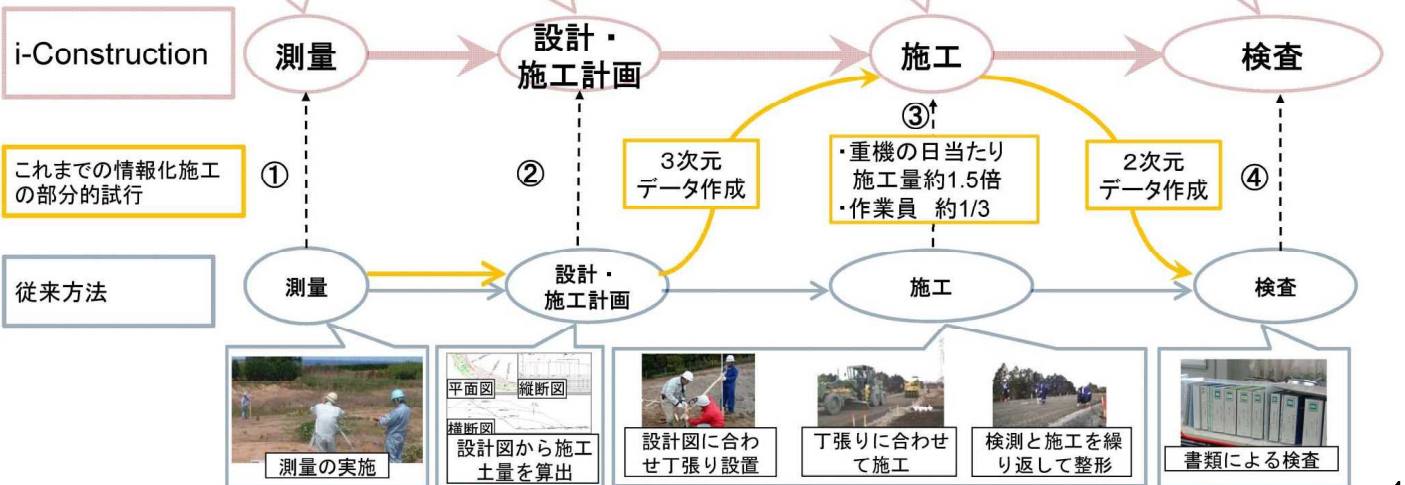 i-Construction
測量
設計・
施工計画
施工
検査
これまでの情報化施工
の部分的試行
①
②
3次元
データ作成
③
・重機の日当たり
施工量約1.5倍
・作業員 約1/3
2次元
データ作成
④
従来方法
測量
設計・
施工計画
施工
検査
測量の実施
平面図
縦断図
横断図
設計図から施工
土量を算出
設計図に合わ
せ丁張り設置
丁張りに合わせ
て施工
検測と施工を繰
り返して整形
書類による検査